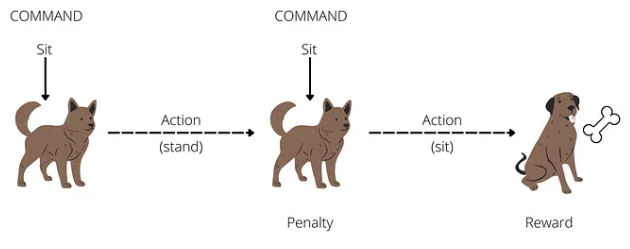 COMMAND
COMMAND
Sit
Sit
Action
(stand)
Action
(sit)
Penalty
Reward